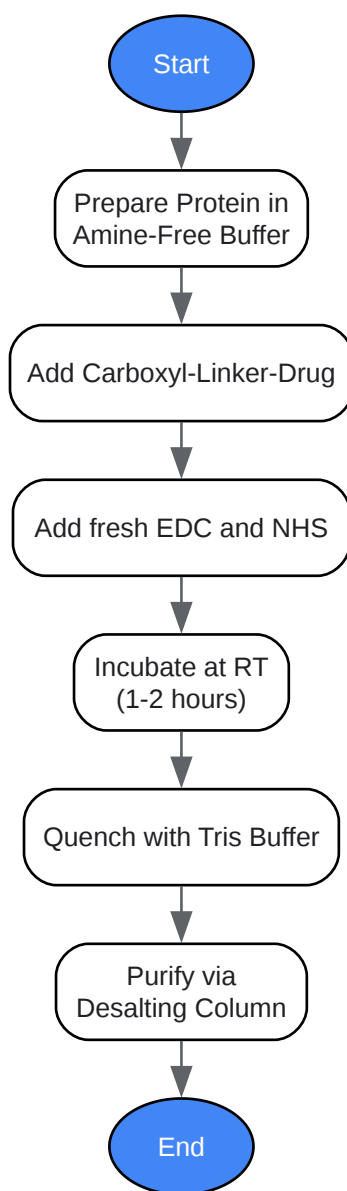 Start
Prepare Protein in
Amine-Free Buffer
Add Carboxyl-Linker-Drug
Add fresh EDC and NHS
Incubate at RT
(1-2 hours)
Quench with Tris Buffer
Purify via
Desalting Column
End